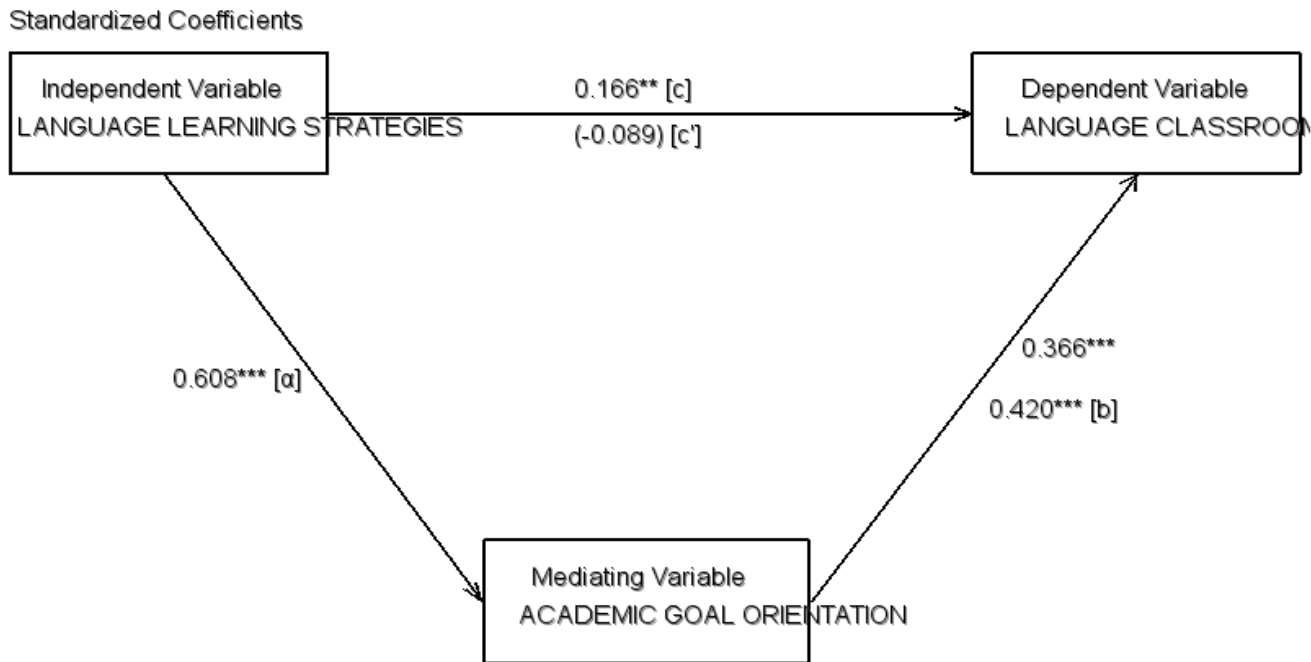 Standardized Coefficients
Independent Variable
LANGUAGE LEARNING STRATEGIES
0.166** [c]
(-0.089) [c']
Dependent Variable
LANGUAGE CLASSROOM
0.608*** [α]
0.366***
0.420*** [b]
Mediating Variable
ACADEMIC GOAL ORIENTATION